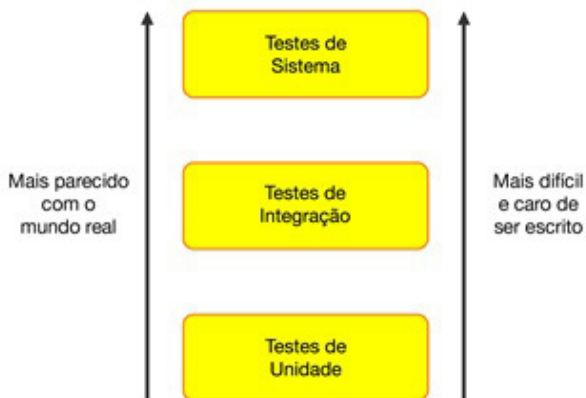 Testes de
Sistema
Mais parecido
com o
mundo real
Testes de
Integração
Mais difícil
e caro de
ser escrito
Testes de
Unidade